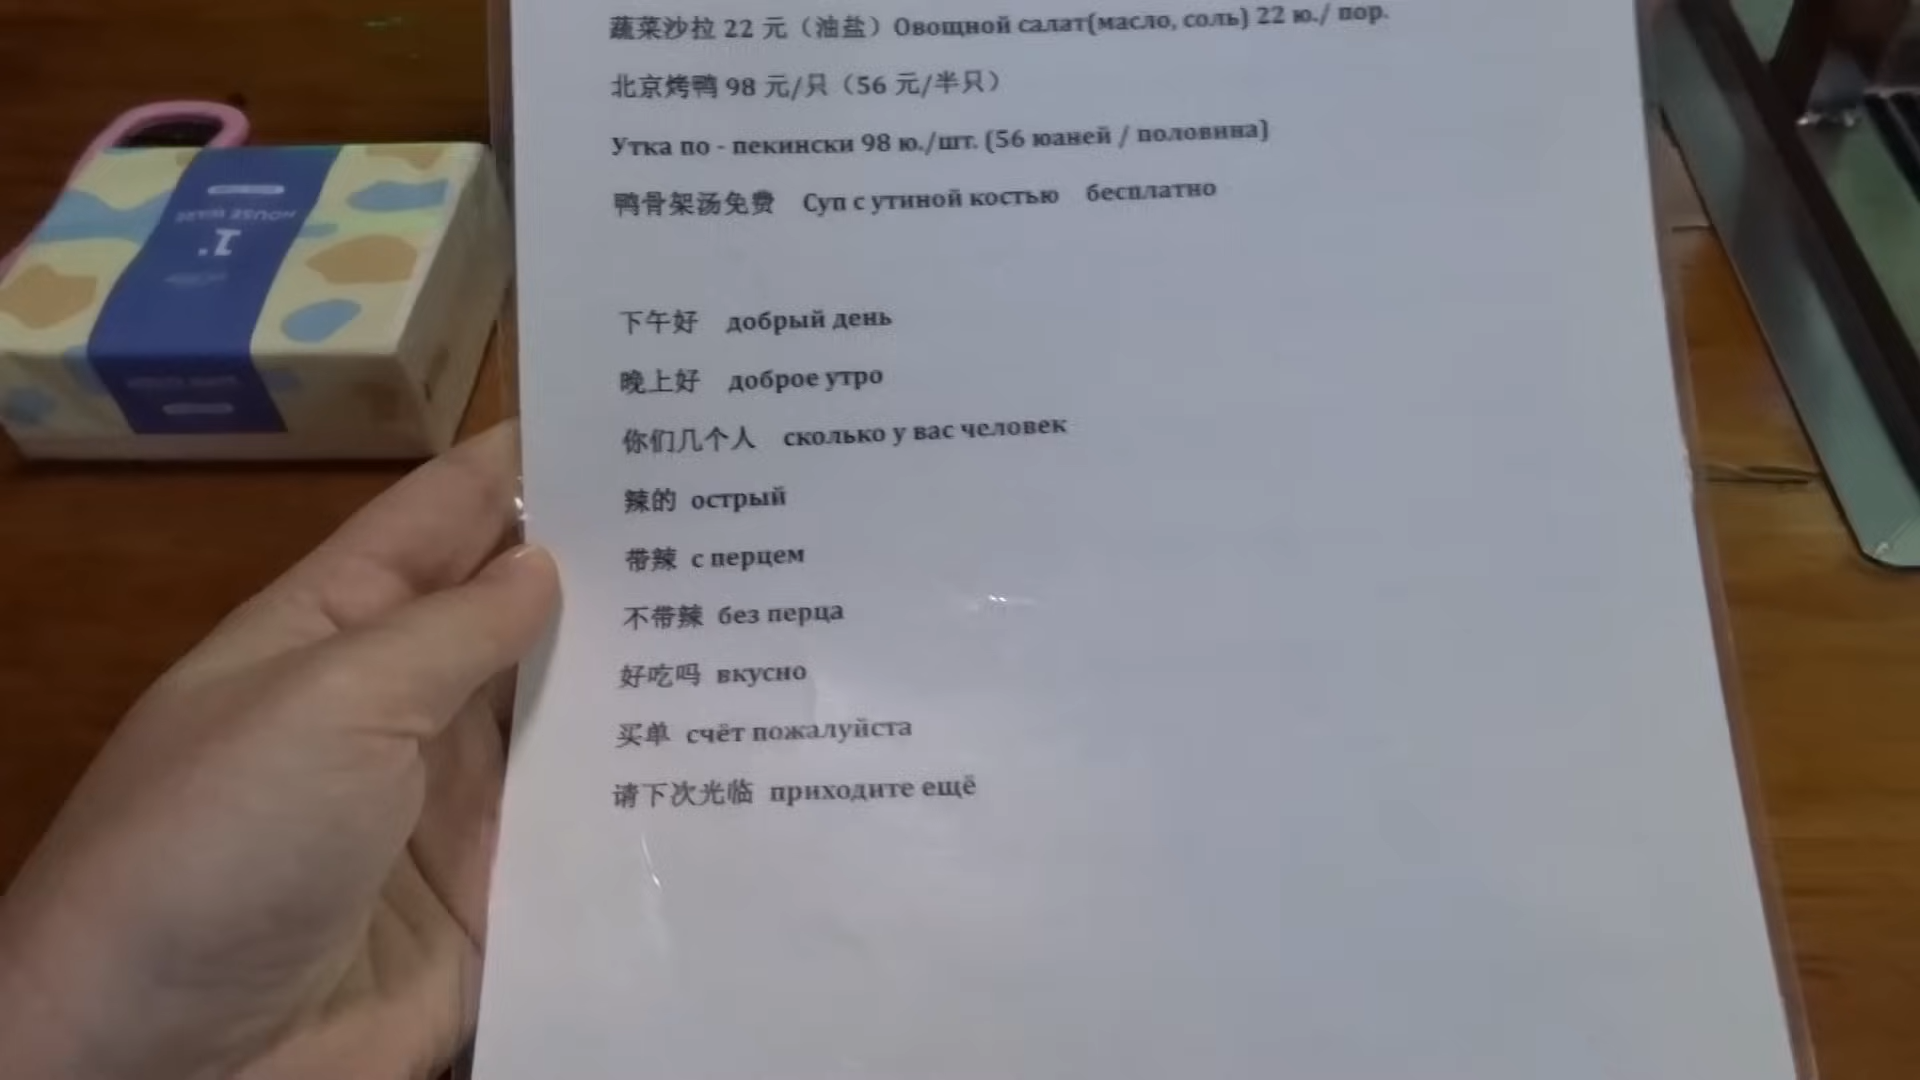 蔬菜沙拉 22 元（油盐）Овощной салат(масло, соль) 22 ю./ пор.
北京烤鸭 98 元/只（56 元/半只）
Утка по - пекински 98 ю./шт. (56 юаней / половина)
鸭骨架汤免费 Суп с утиной костью бесплатно
下午好 добрый день
晚上好 доброе утро
你们几个人 сколько у вас человек
辣的 острый
带辣 с перцем
不带辣 без перца
好吃吗 вкусно
买单 счёт пожалуйста
请下次光临 приходите ещё
HOUSE WARE
1